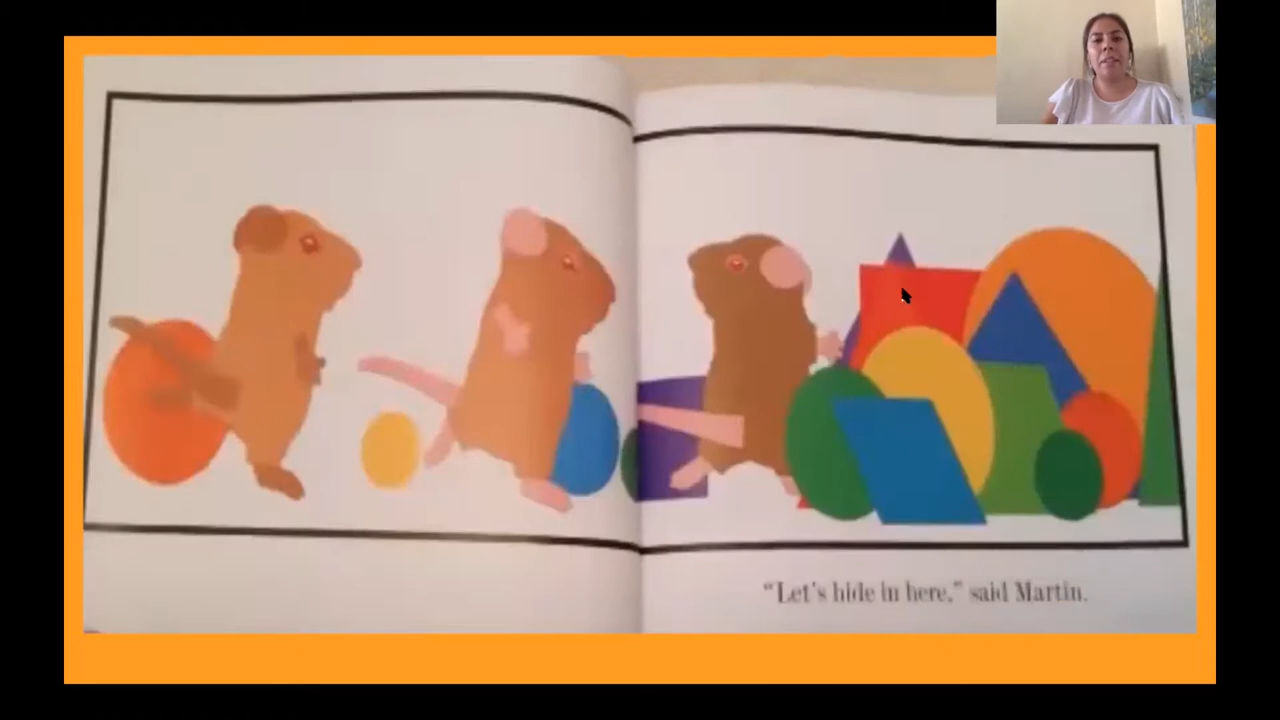 “Let's hide in here,” said Martin.